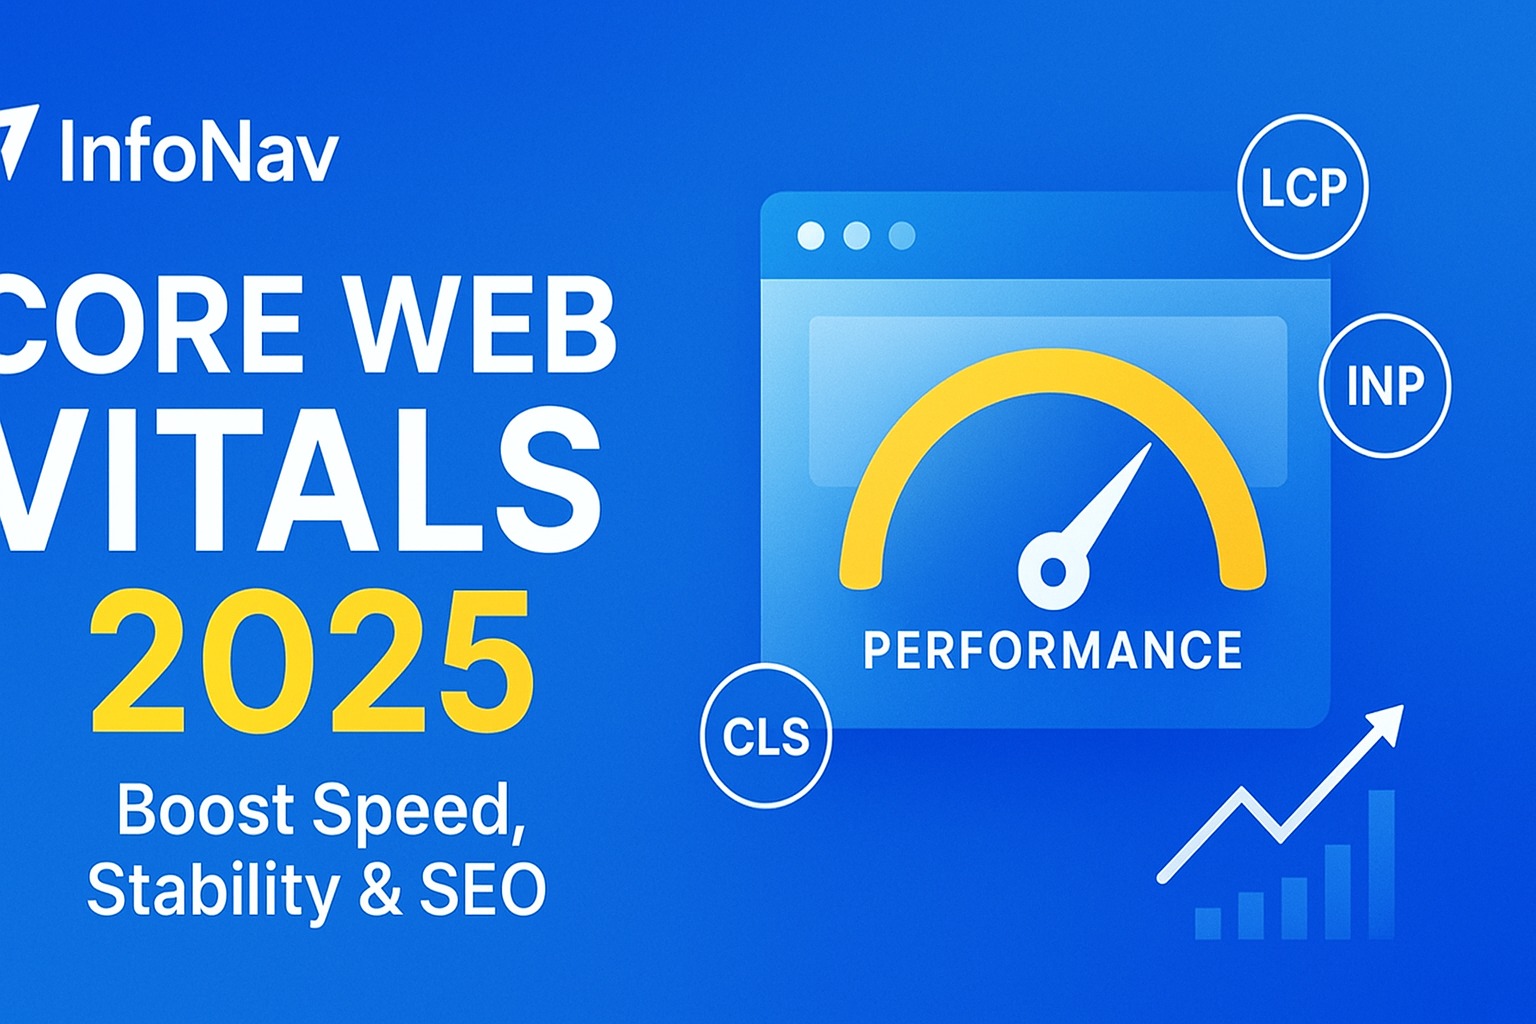 InfoNav
CORE WEB
VITALS
2025
Boost Speed,
Stability & SEO
LCP
INP
PERFORMANCE
CLS